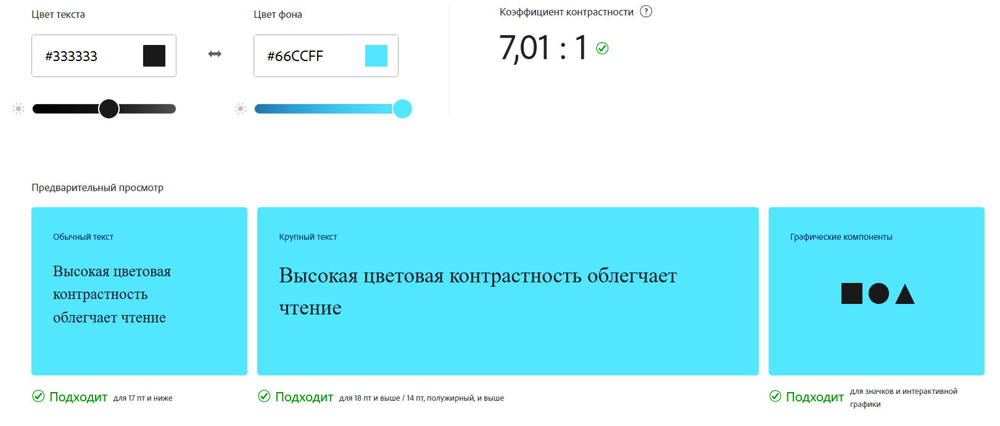 Цвет текста
Цвет фона
Коэффициент контрастности ?
#333333
#66CCFF
7,01 : 1
Предварительный просмотр
Обычный текст
Высокая цветовая
контрастность
облегчает чтение
Крупный текст
Высокая цветовая контрастность облегчает
чтение
Графические компоненты
Подходит для 17 пт и ниже
Подходит для 18 пт и выше / 14 пт, полужирный, и выше
Подходит для значков и интерактивной
графики